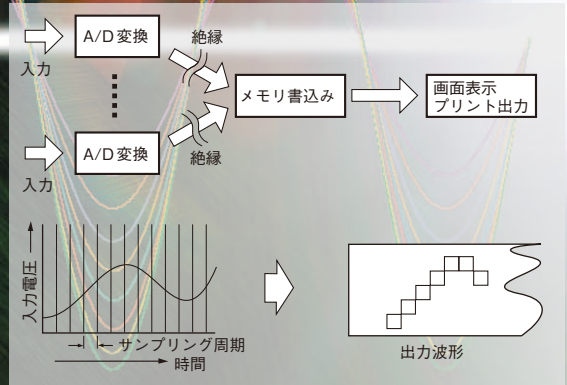 A/D変換
絶縁
入力
メモリ書込み
画面表示
プリント出力
A/D変換
絶縁
入力
入力電圧
サンプリング周期
時間
出力波形